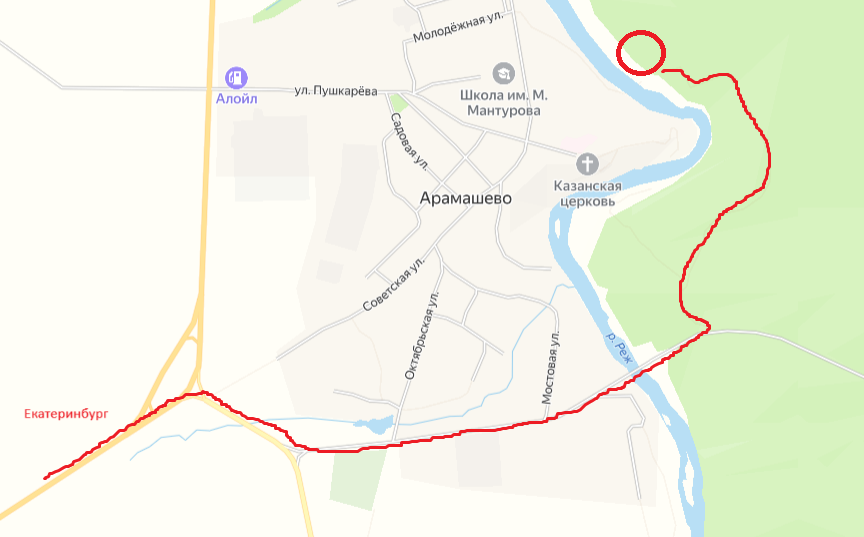 Молодёжная ул.
Алойл
ул. Пушкарёва
Школа им. М.
Мантурова
Садовая ул.
Казанская
церковь
Арамашево
Советская ул.
Октябрьская ул.
Мостовая ул.
р. Реж
Екатеринбург